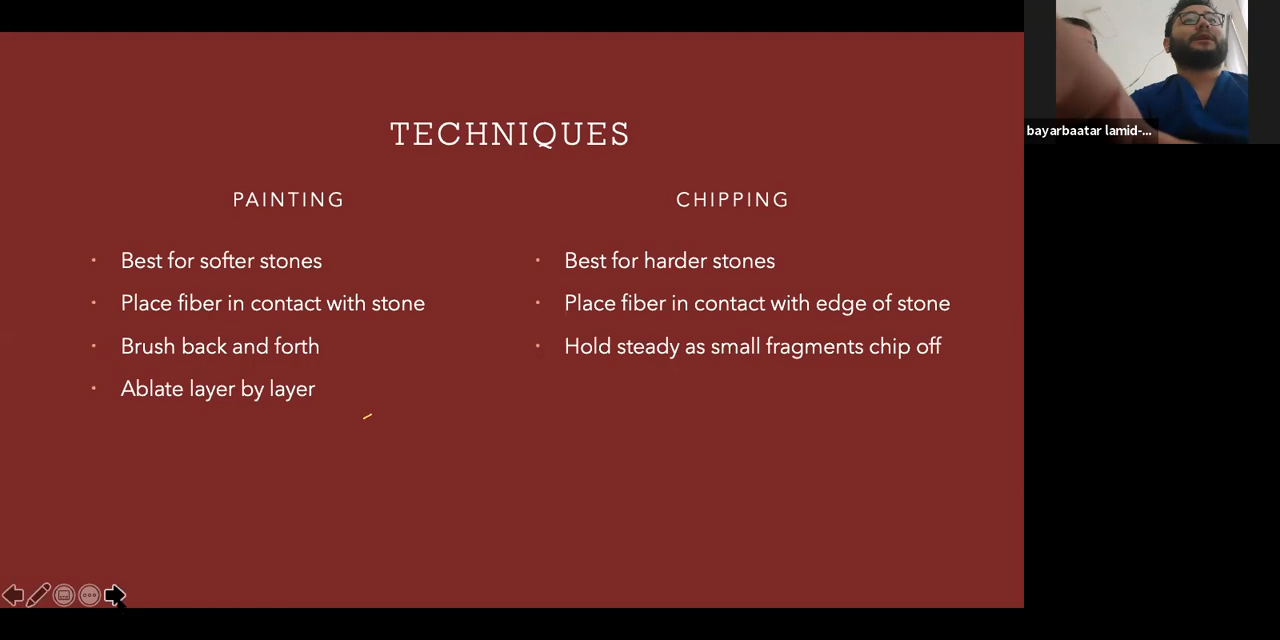 TECHNIQUES
PAINTING
Best for softer stones
Place fiber in contact with stone
Brush back and forth
Ablate layer by layer
CHIPPING
Best for harder stones
Place fiber in contact with edge of stone
Hold steady as small fragments chip off
bayarbaatar lamid-...